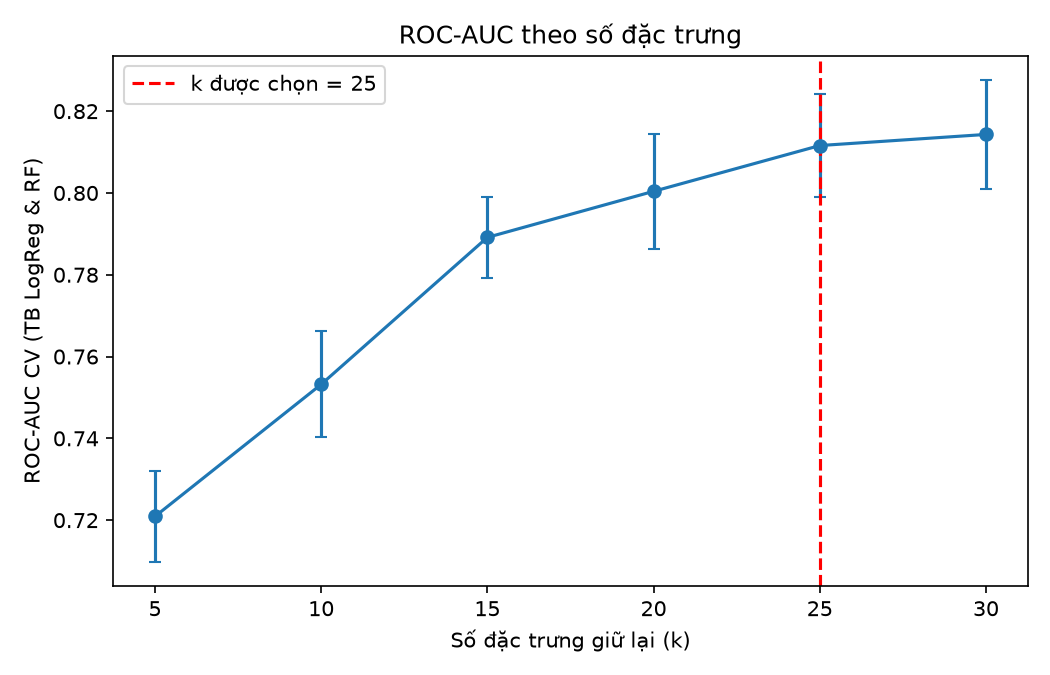 ROC-AUC theo số đặc trưng
k được chọn = 25
ROC-AUC CV (TB LogReg & RF)
0.82
0.80
0.78
0.76
0.74
0.72
5 10 15 20 25 30
Số đặc trưng giữ lại (k)